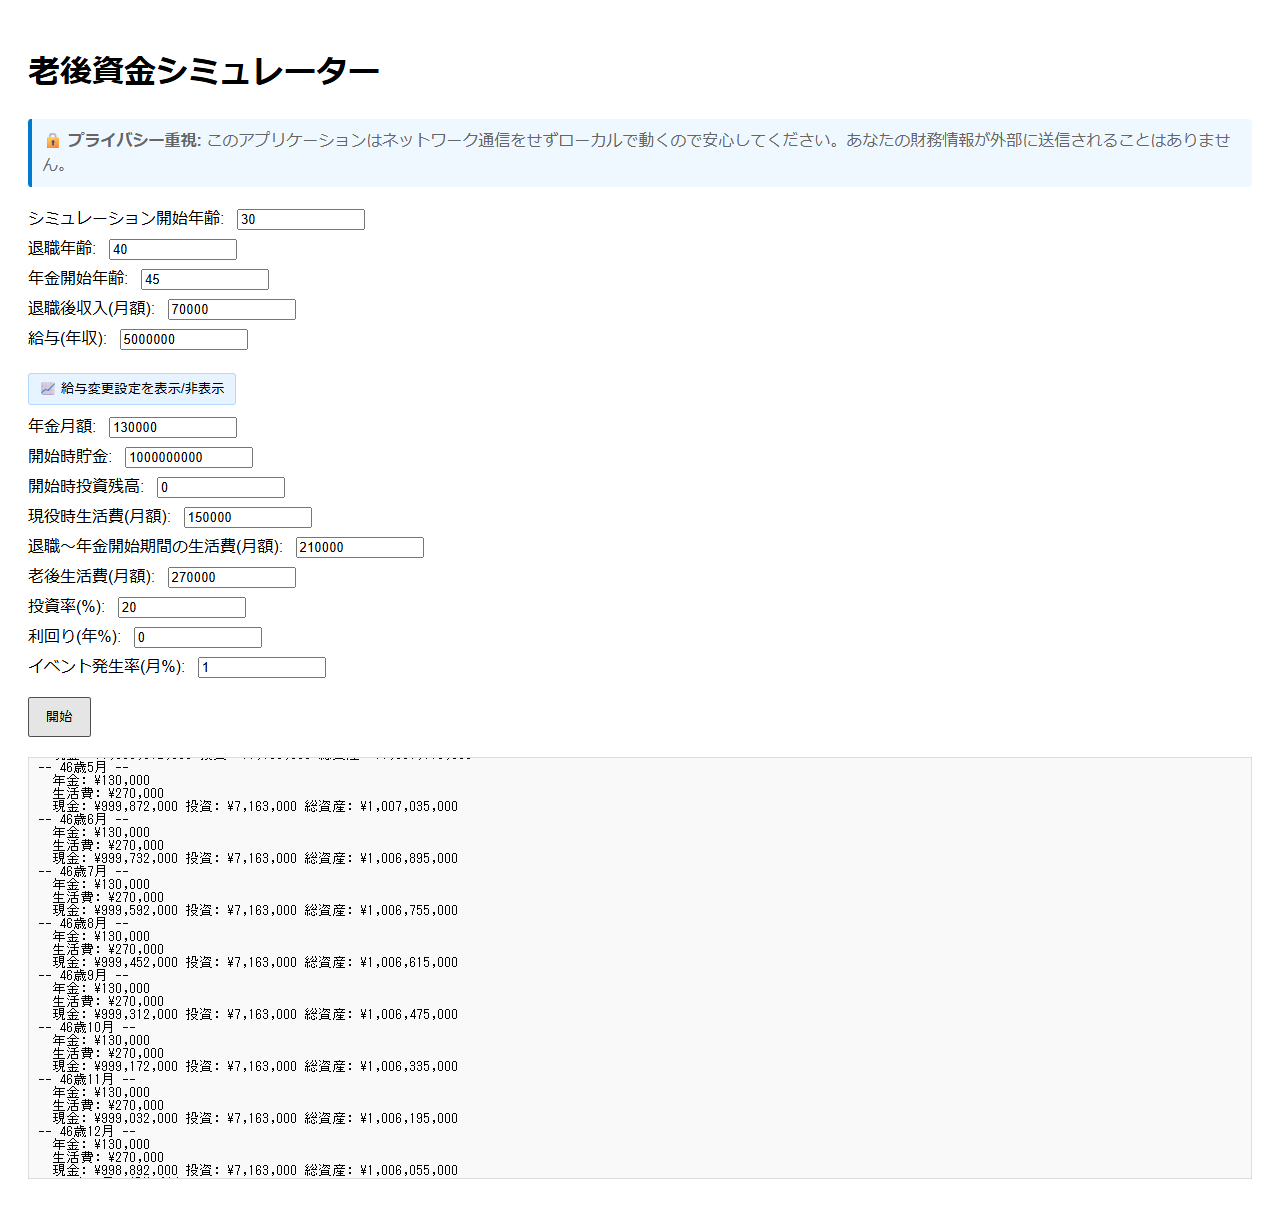 老後資金シミュレーター
🔒 プライバシー重視: このアプリケーションはネットワーク通信をせずローカルで動くので安心してください。あなたの財務情報が外部に送信されることはありませ
ん。
シミュレーション開始年齢: 30
退職年齢: 40
年金開始年齢: 45
退職後収入(月額): 70000
給与(年収): 5000000
📈 給与変更設定を表示/非表示
年金月額: 130000
開始時貯金: 1000000000
開始時投資残高: 0
現役時生活費(月額): 150000
退職～年金開始期間の生活費(月額): 210000
老後生活費(月額): 270000
投資率(%): 20
利回り(年%): 0
イベント発生率(月%): 1
開始
-- 46歳5月 --
年金: ¥130,000
生活費: ¥270,000
現金: ¥999,872,000 投資: ¥7,163,000 総資産: ¥1,007,035,000
-- 46歳6月 --
年金: ¥130,000
生活費: ¥270,000
現金: ¥999,732,000 投資: ¥7,163,000 総資産: ¥1,006,895,000
-- 46歳7月 --
年金: ¥130,000
生活費: ¥270,000
現金: ¥999,592,000 投資: ¥7,163,000 総資産: ¥1,006,755,000
-- 46歳8月 --
年金: ¥130,000
生活費: ¥270,000
現金: ¥999,452,000 投資: ¥7,163,000 総資産: ¥1,006,615,000
-- 46歳9月 --
年金: ¥130,000
生活費: ¥270,000
現金: ¥999,312,000 投資: ¥7,163,000 総資産: ¥1,006,475,000
-- 46歳10月 --
年金: ¥130,000
生活費: ¥270,000
現金: ¥999,172,000 投資: ¥7,163,000 総資産: ¥1,006,335,000
-- 46歳11月 --
年金: ¥130,000
生活費: ¥270,000
現金: ¥999,032,000 投資: ¥7,163,000 総資産: ¥1,006,195,000
-- 46歳12月 --
年金: ¥130,000
生活費: ¥270,000
現金: ¥998,892,000 投資: ¥7,163,000 総資産: ¥1,006,055,000